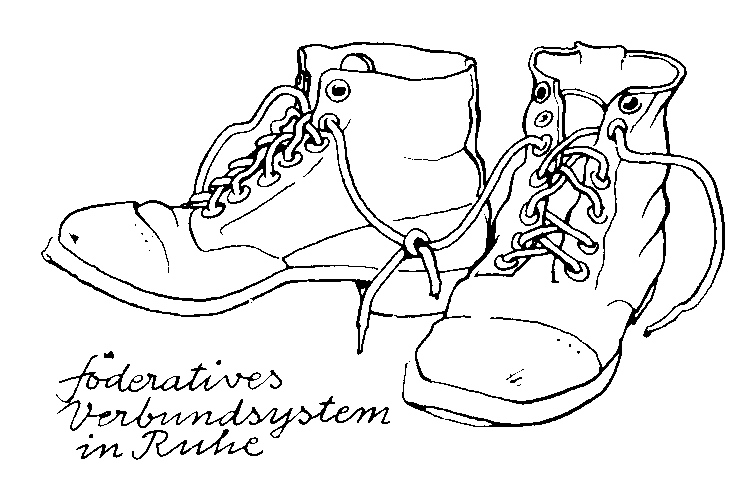 föderatives
Verbundsystem
in Ruhe